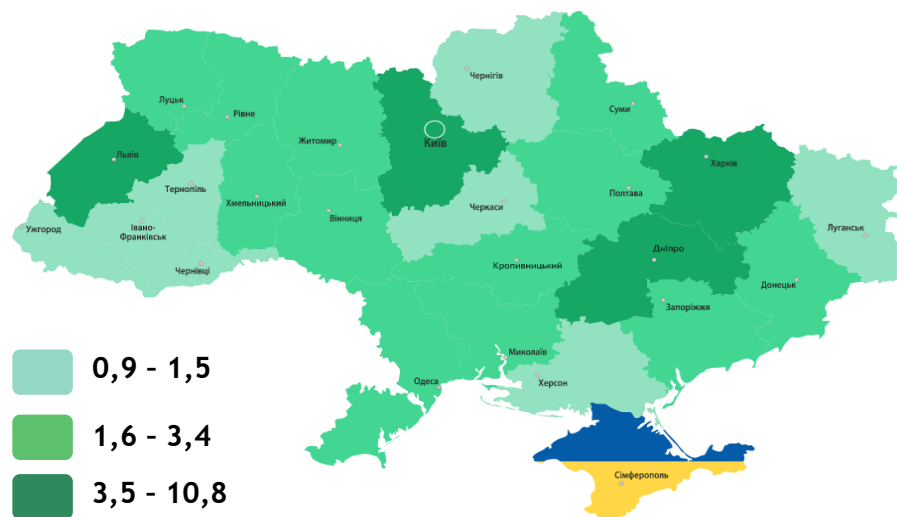 Чернігів
Луцьк
Рівне
Суми
Житомир
Київ
Львів
Харків
Тернопіль
Хмельницький
Полтава
Черкаси
Вінниця
Ужгород
Івано-
Франківськ
Луганськ
Дніпро
Чернівці
Кропивницький
Донецьк
Запоріжжя
Миколаїв
Одеса
Херсон
Сімферополь
0,9 - 1,5
1,6 - 3,4
3,5 - 10,8